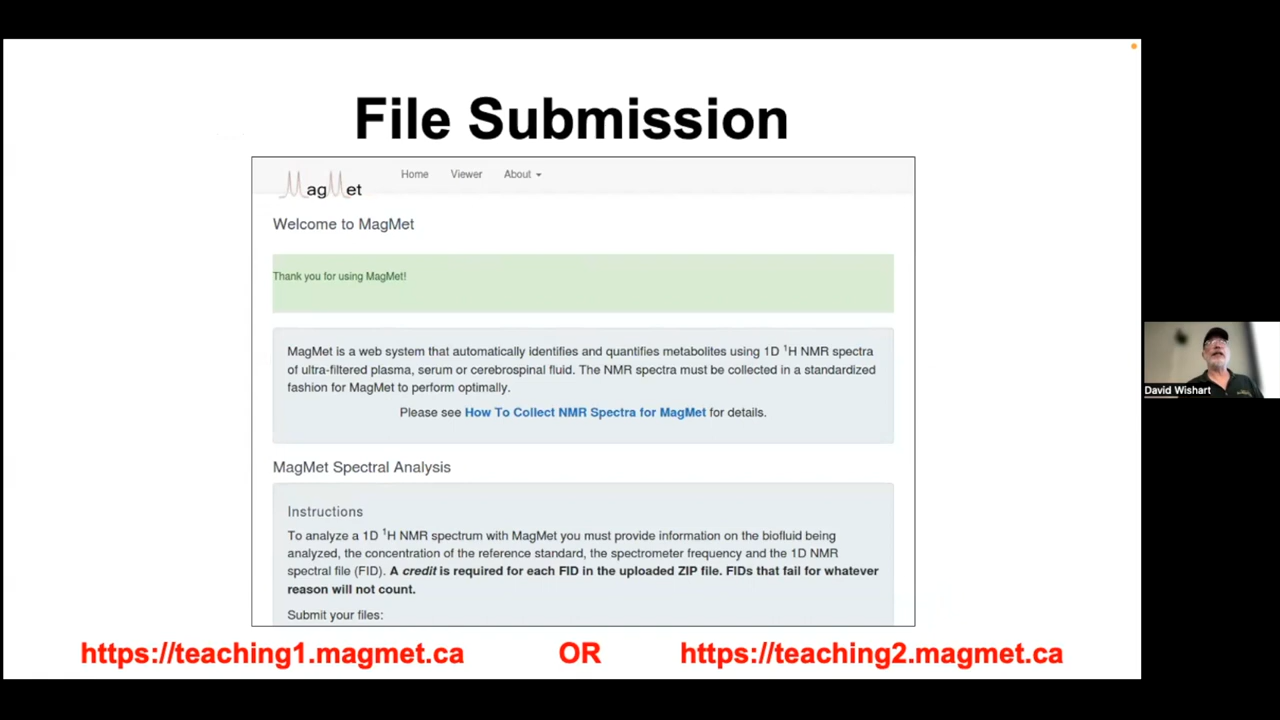 File Submission
MagMet
Home Viewer About
Welcome to MagMet
Thank you for using MagMet!
MagMet is a web system that automatically identifies and quantifies metabolites using 1D ¹H NMR spectra
of ultra-filtered plasma, serum or cerebrospinal fluid. The NMR spectra must be collected in a standardized
fashion for MagMet to perform optimally.
Please see How To Collect NMR Spectra for MagMet for details.
MagMet Spectral Analysis
Instructions
To analyze a 1D ¹H NMR spectrum with MagMet you must provide information on the biofluid being
analyzed, the concentration of the reference standard, the spectrometer frequency and the 1D NMR
spectral file (FID). A credit is required for each FID in the uploaded ZIP file. FIDs that fail for whatever
reason will not count.
Submit your files:
https://teaching1.magmet.ca OR https://teaching2.magmet.ca
David Wishart